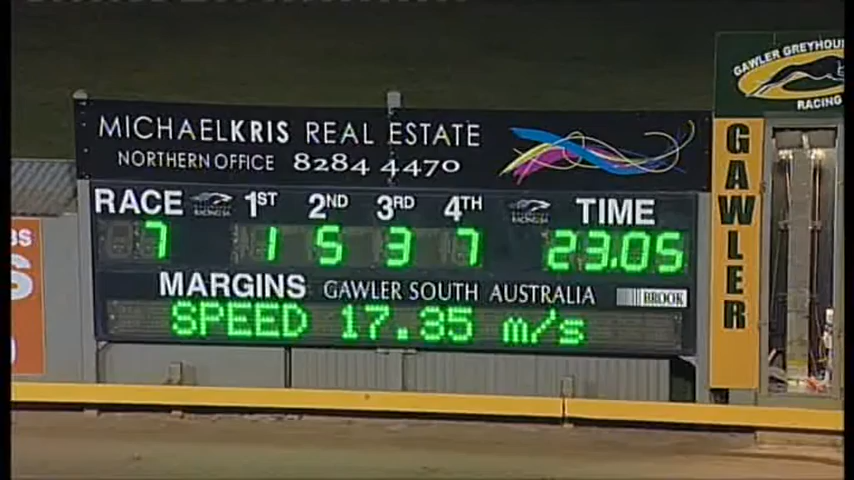 GAWLER GREYHOU
RACING
MICHAELKRIS REAL ESTATE
NORTHERN OFFICE 8284 4470
RACE 1ST 2ND 3RD 4TH TIME
7 1 5 3 7 23.05
MARGINS GAWLER SOUTH AUSTRALIA BROOK
SPEED 17.35 m/s
GAWLER
BS
S